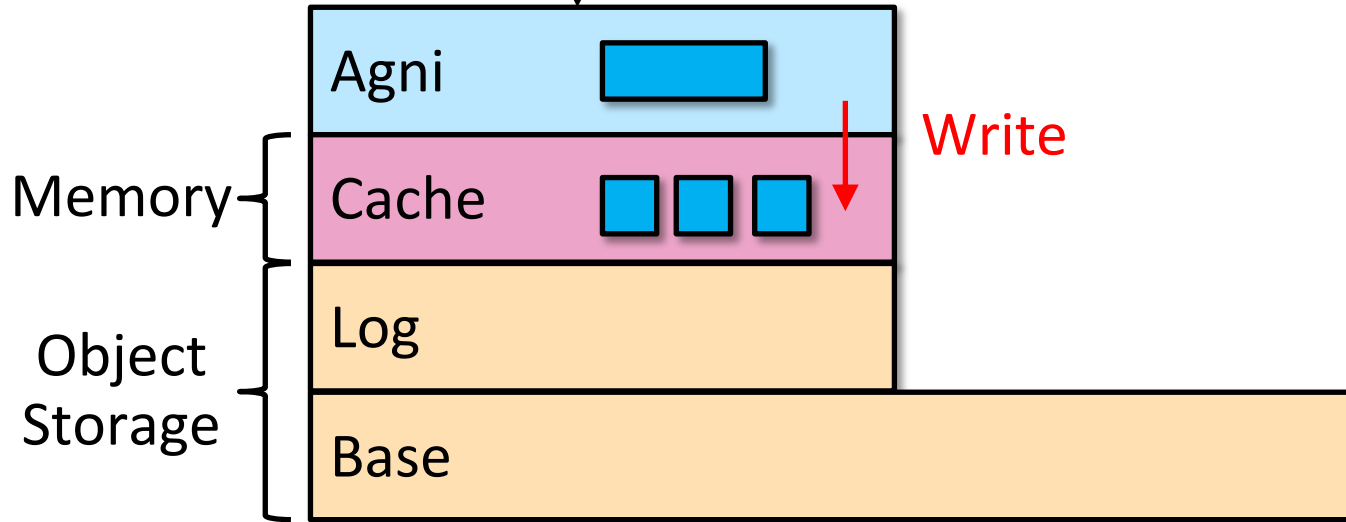 Agni
Write
Memory
Cache
Log
Object
Storage
Base